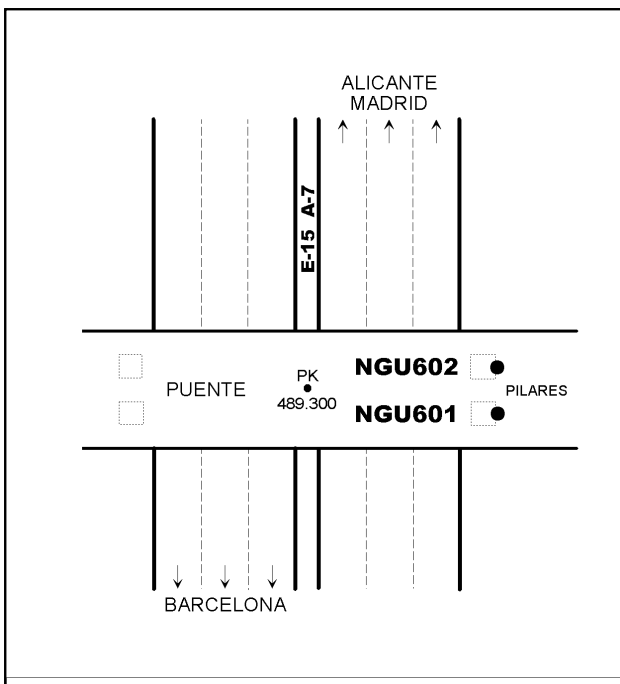 ALICANTE
MADRID
E-15 A-7
NGU602
PUENTE
PK
489.300
PILARES
NGU601
BARCELONA